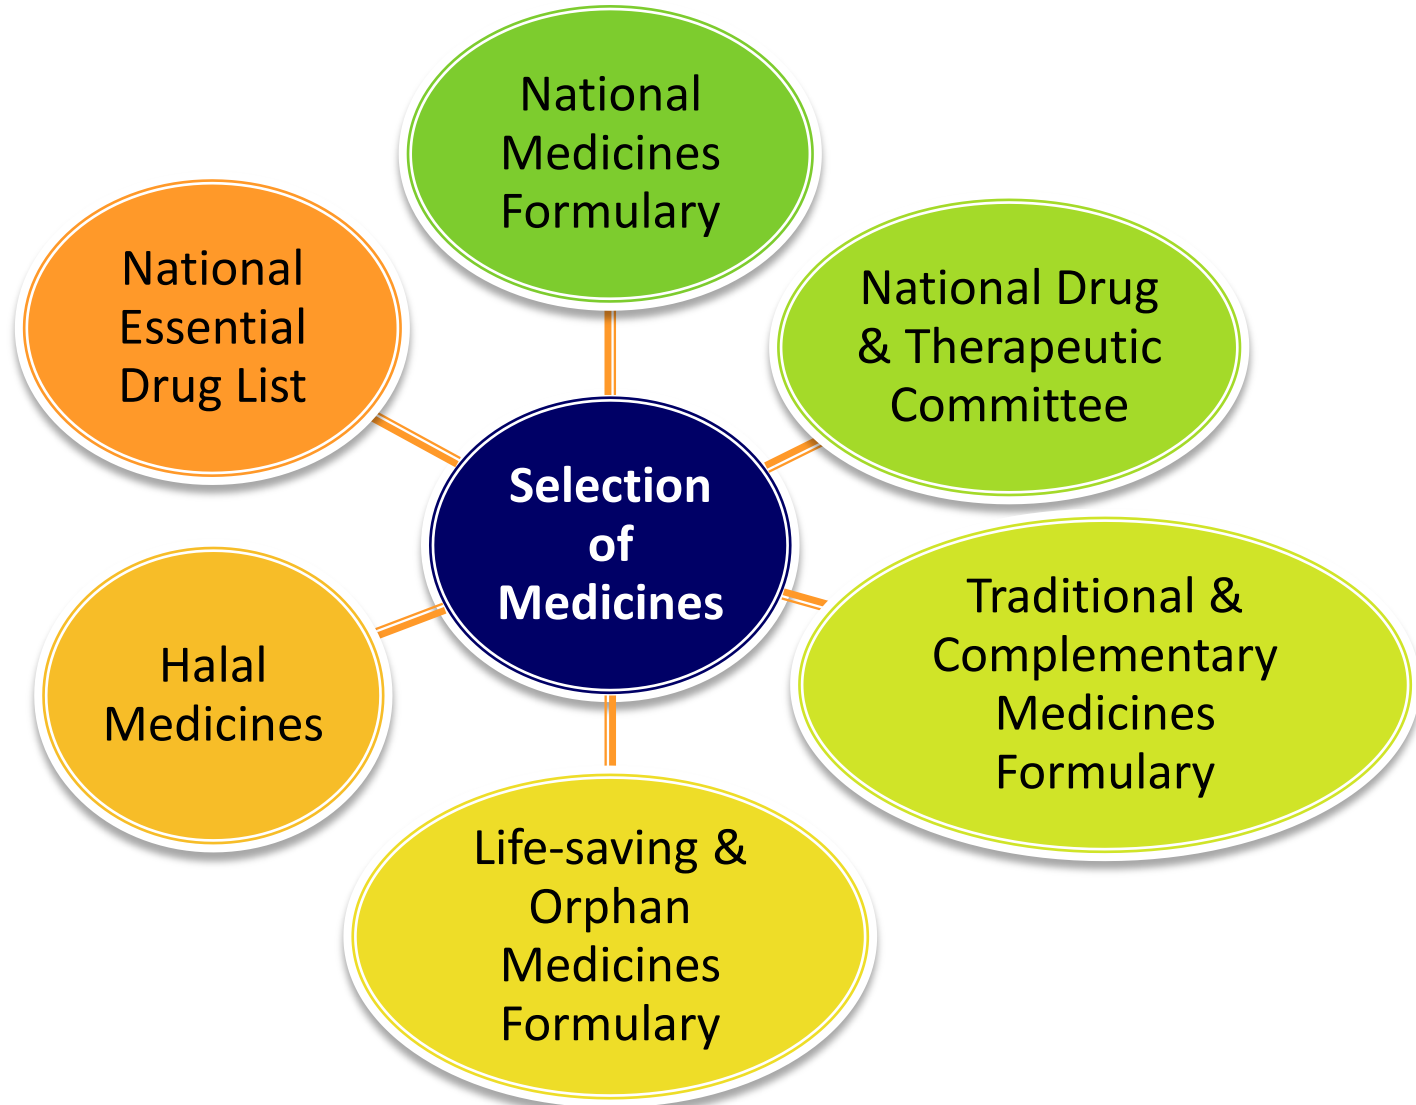 National
Medicines
Formulary
National Drug
& Therapeutic
Committee
Traditional &
Complementary
Medicines
Formulary
Life-saving &
Orphan
Medicines
Formulary
Halal
Medicines
National
Essential
Drug List
Selection
of
Medicines